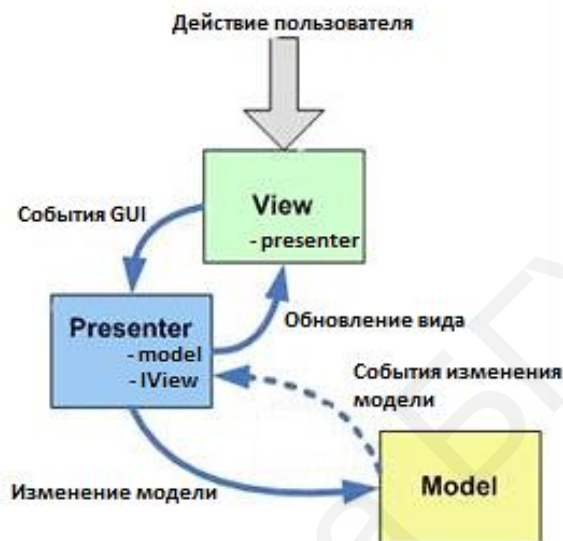 Действие пользователя
View
- presenter
События GUI
Presenter
- model
- IView
Обновление вида
События изменения
модели
Изменение модели
Model